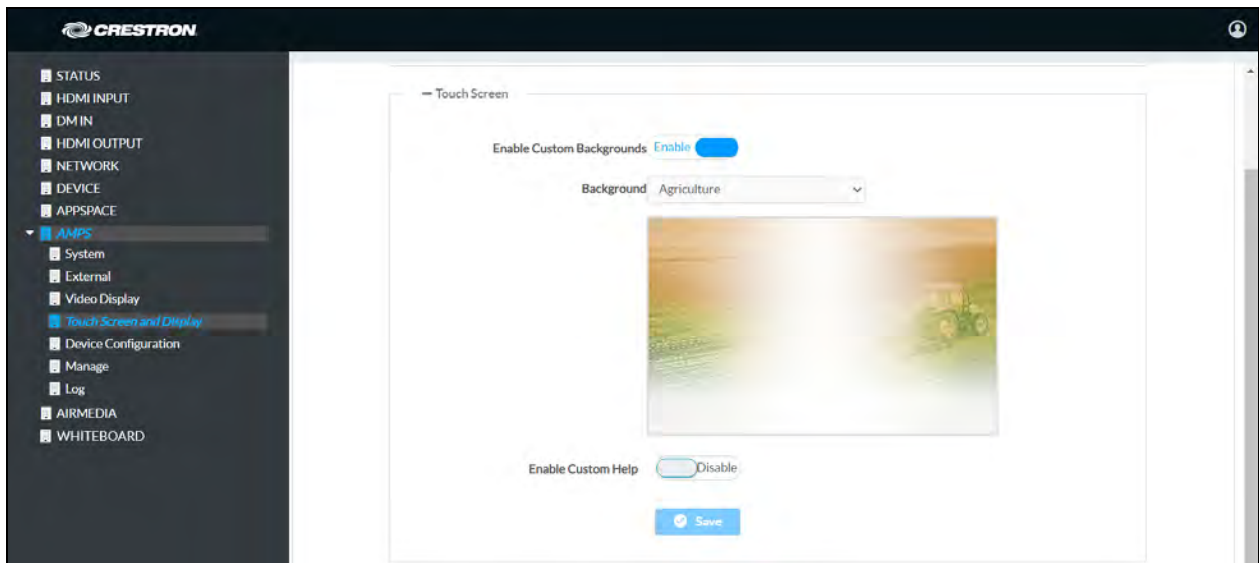 CRESTRON
STATUS
HDMI INPUT
DM IN
HDMI OUTPUT
NETWORK
DEVICE
APPSPACE
AMPS
System
External
Video Display
Touch Screen and Display
Device Configuration
Manage
Log
AIRMEDIA
WHITEBOARD
Touch Screen
Enable Custom Backgrounds Enable
Background Agriculture
Enable Custom Help Disable
Save